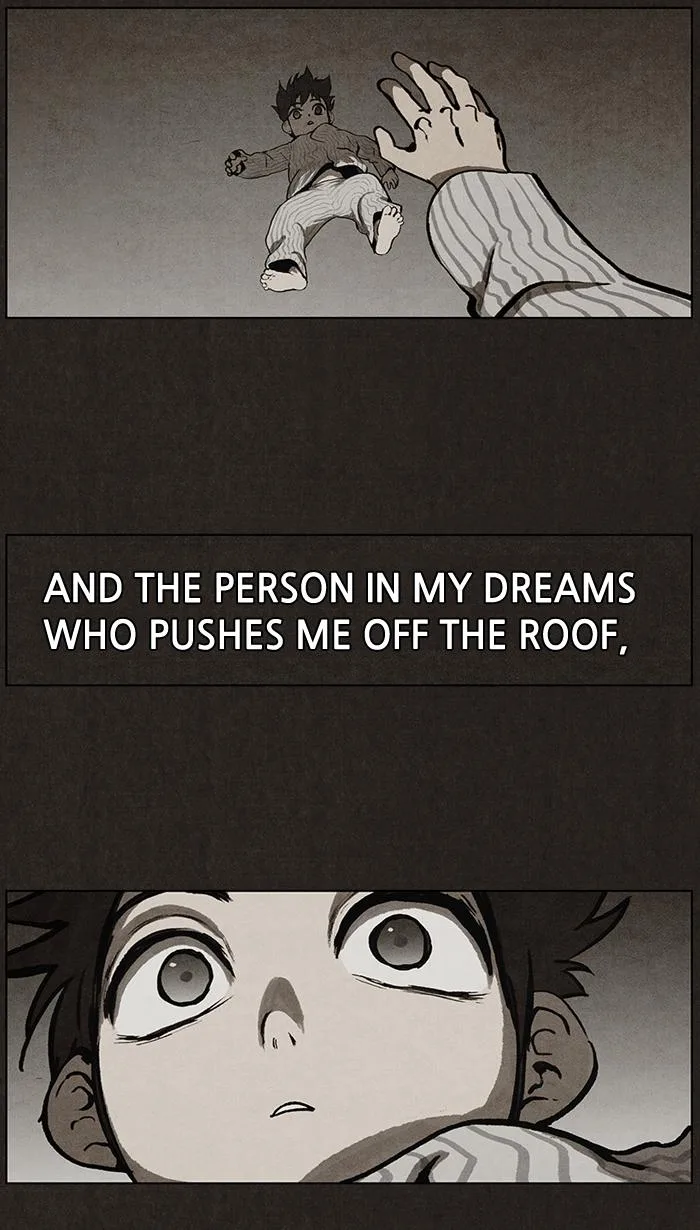 AND THE PERSON IN MY DREAMS
WHO PUSHES ME OFF THE ROOF,